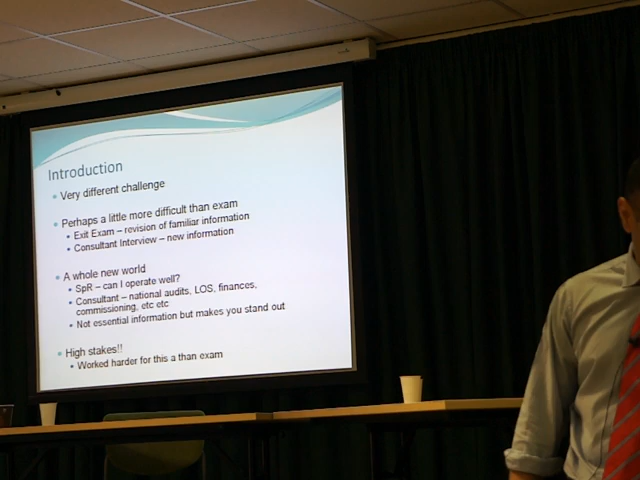 Introduction
Very different challenge
Perhaps a little more difficult than exam
Exit Exam – revision of familiar information
Consultant Interview – new information
A whole new world
SpR – can I operate well?
Consultant – national audits, LOS, finances,
commissioning, etc etc
Not essential information but makes you stand out
High stakes!!
Worked harder for this a than exam